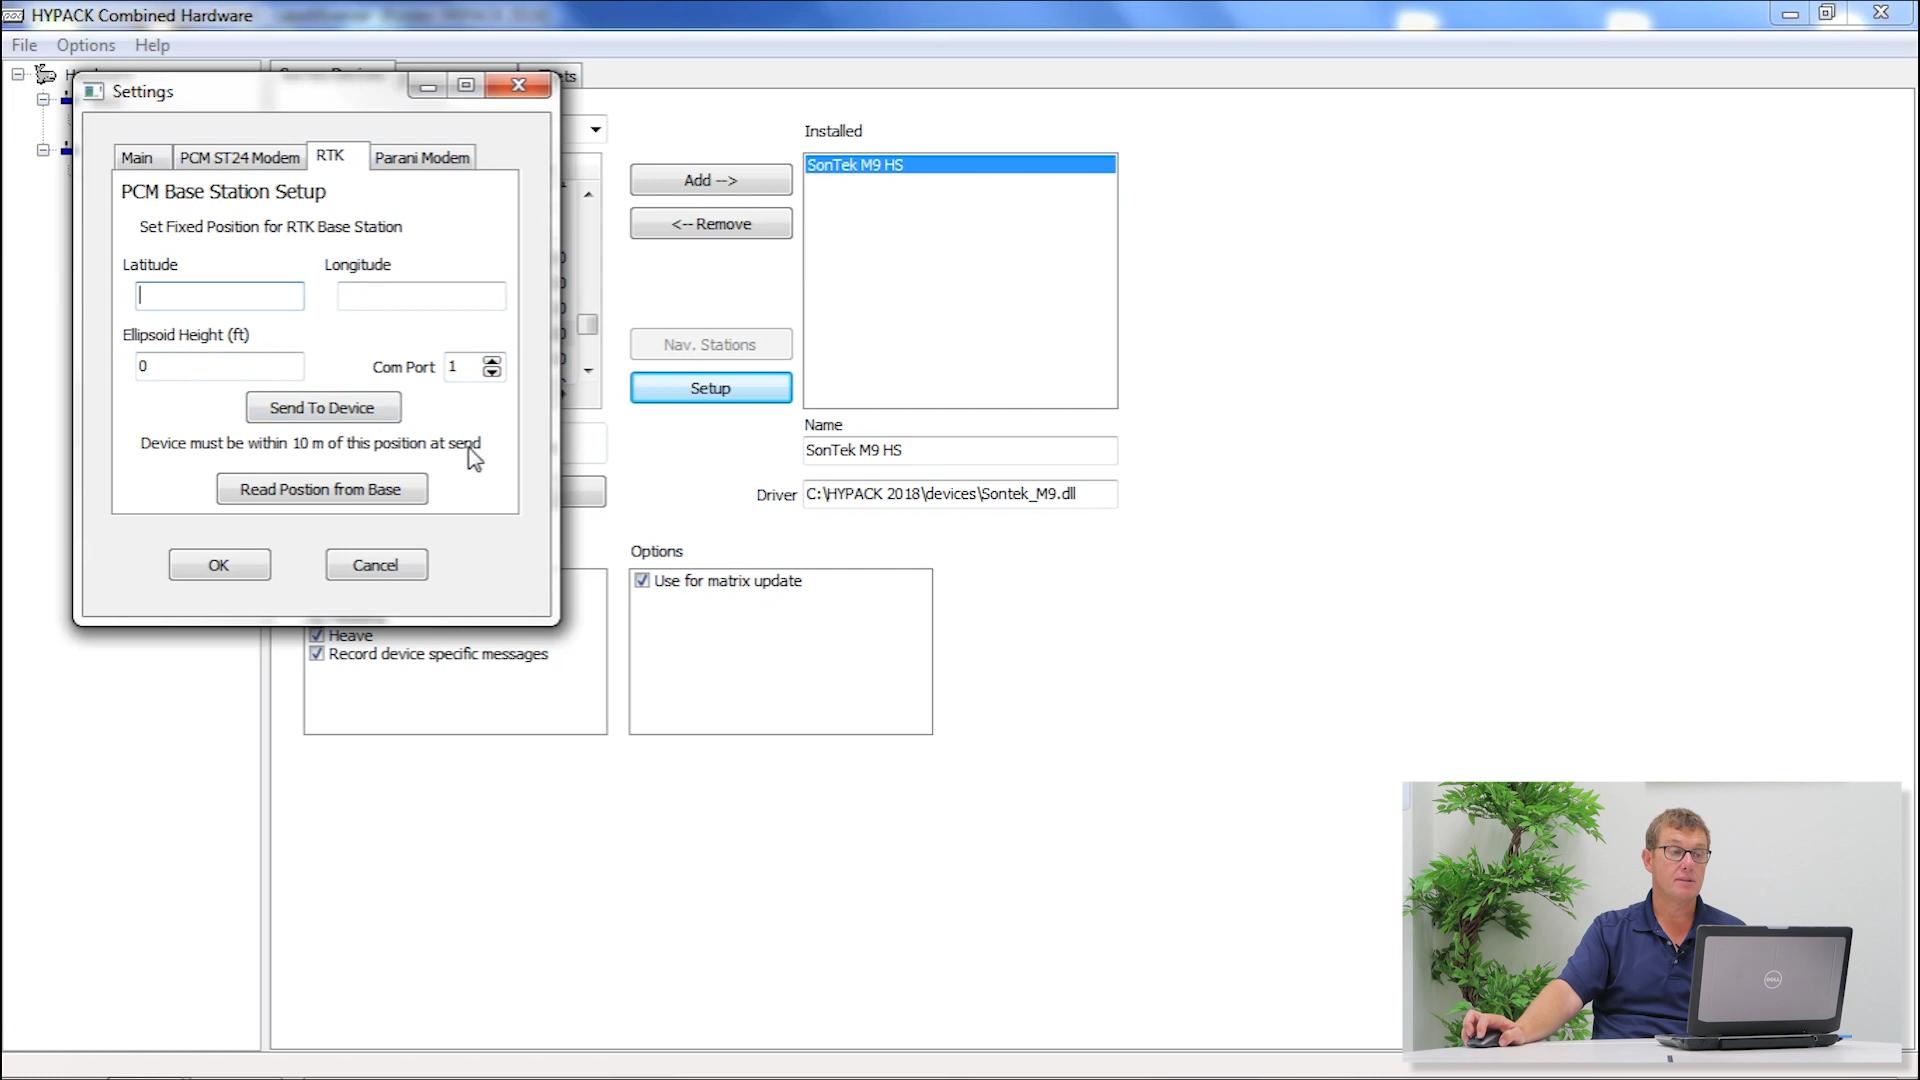 HYPACK Combined Hardware
File Options Help
Settings
Main PCM ST24 Modem RTK Parani Modem
PCM Base Station Setup
Set Fixed Position for RTK Base Station
Latitude Longitude
Ellipsoid Height (ft)
0 Com Port 1
Send To Device
Device must be within 10 m of this position at send
Read Postion from Base
OK Cancel
Add -->
<-- Remove
Nav. Stations
Setup
Installed
SonTek M9 HS
Name
SonTek M9 HS
Driver C:\HYPACK 2018\devices\Sontek_M9.dll
Options
Use for matrix update
Heave
Record device specific messages
DELL